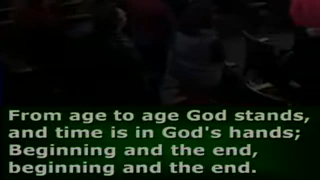 From age to age God stands,
and time is in God's hands;
Beginning and the end,
beginning and the end.